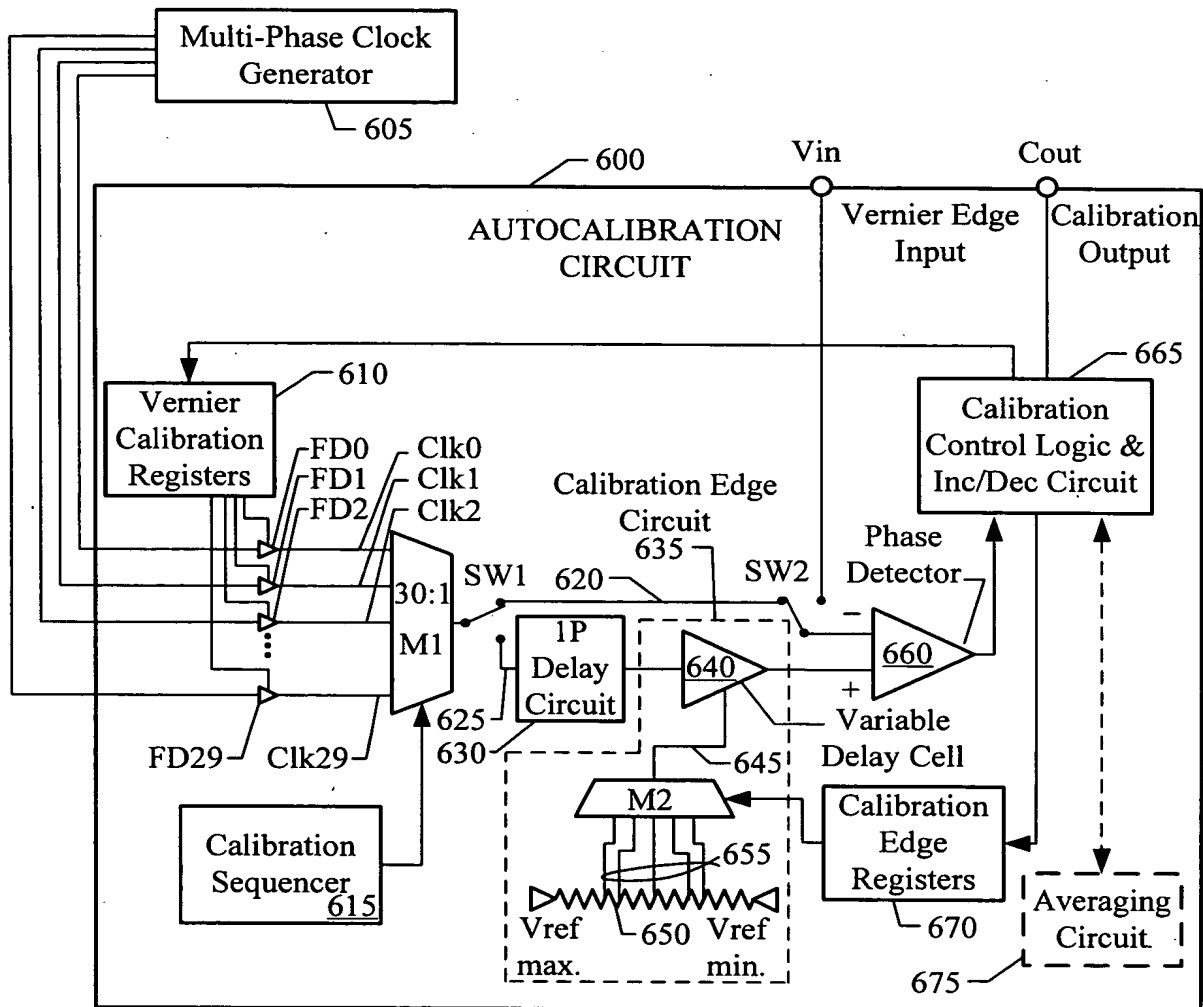 Multi-Phase Clock
Generator
605
600
Vin
Cout
AUTOCALIBRATION
CIRCUIT
Vernier Edge
Input
Calibration
Output
610
665
Vernier
Calibration
Registers
FD0
FD1
FD2
Clk0
Clk1
Clk2
Calibration Edge
Circuit
635
Calibration
Control Logic &
Inc/Dec Circuit
Phase
Detector
30:1
M1
SW1
620
SW2
1P
Delay
Circuit
640
−
660
+
625
630
Variable
Delay Cell
645
FD29
Clk29
M2
Calibration
Sequencer
615
655
Calibration
Edge
Registers
670
Vref
max.
650
Vref
min.
Averaging
Circuit
675